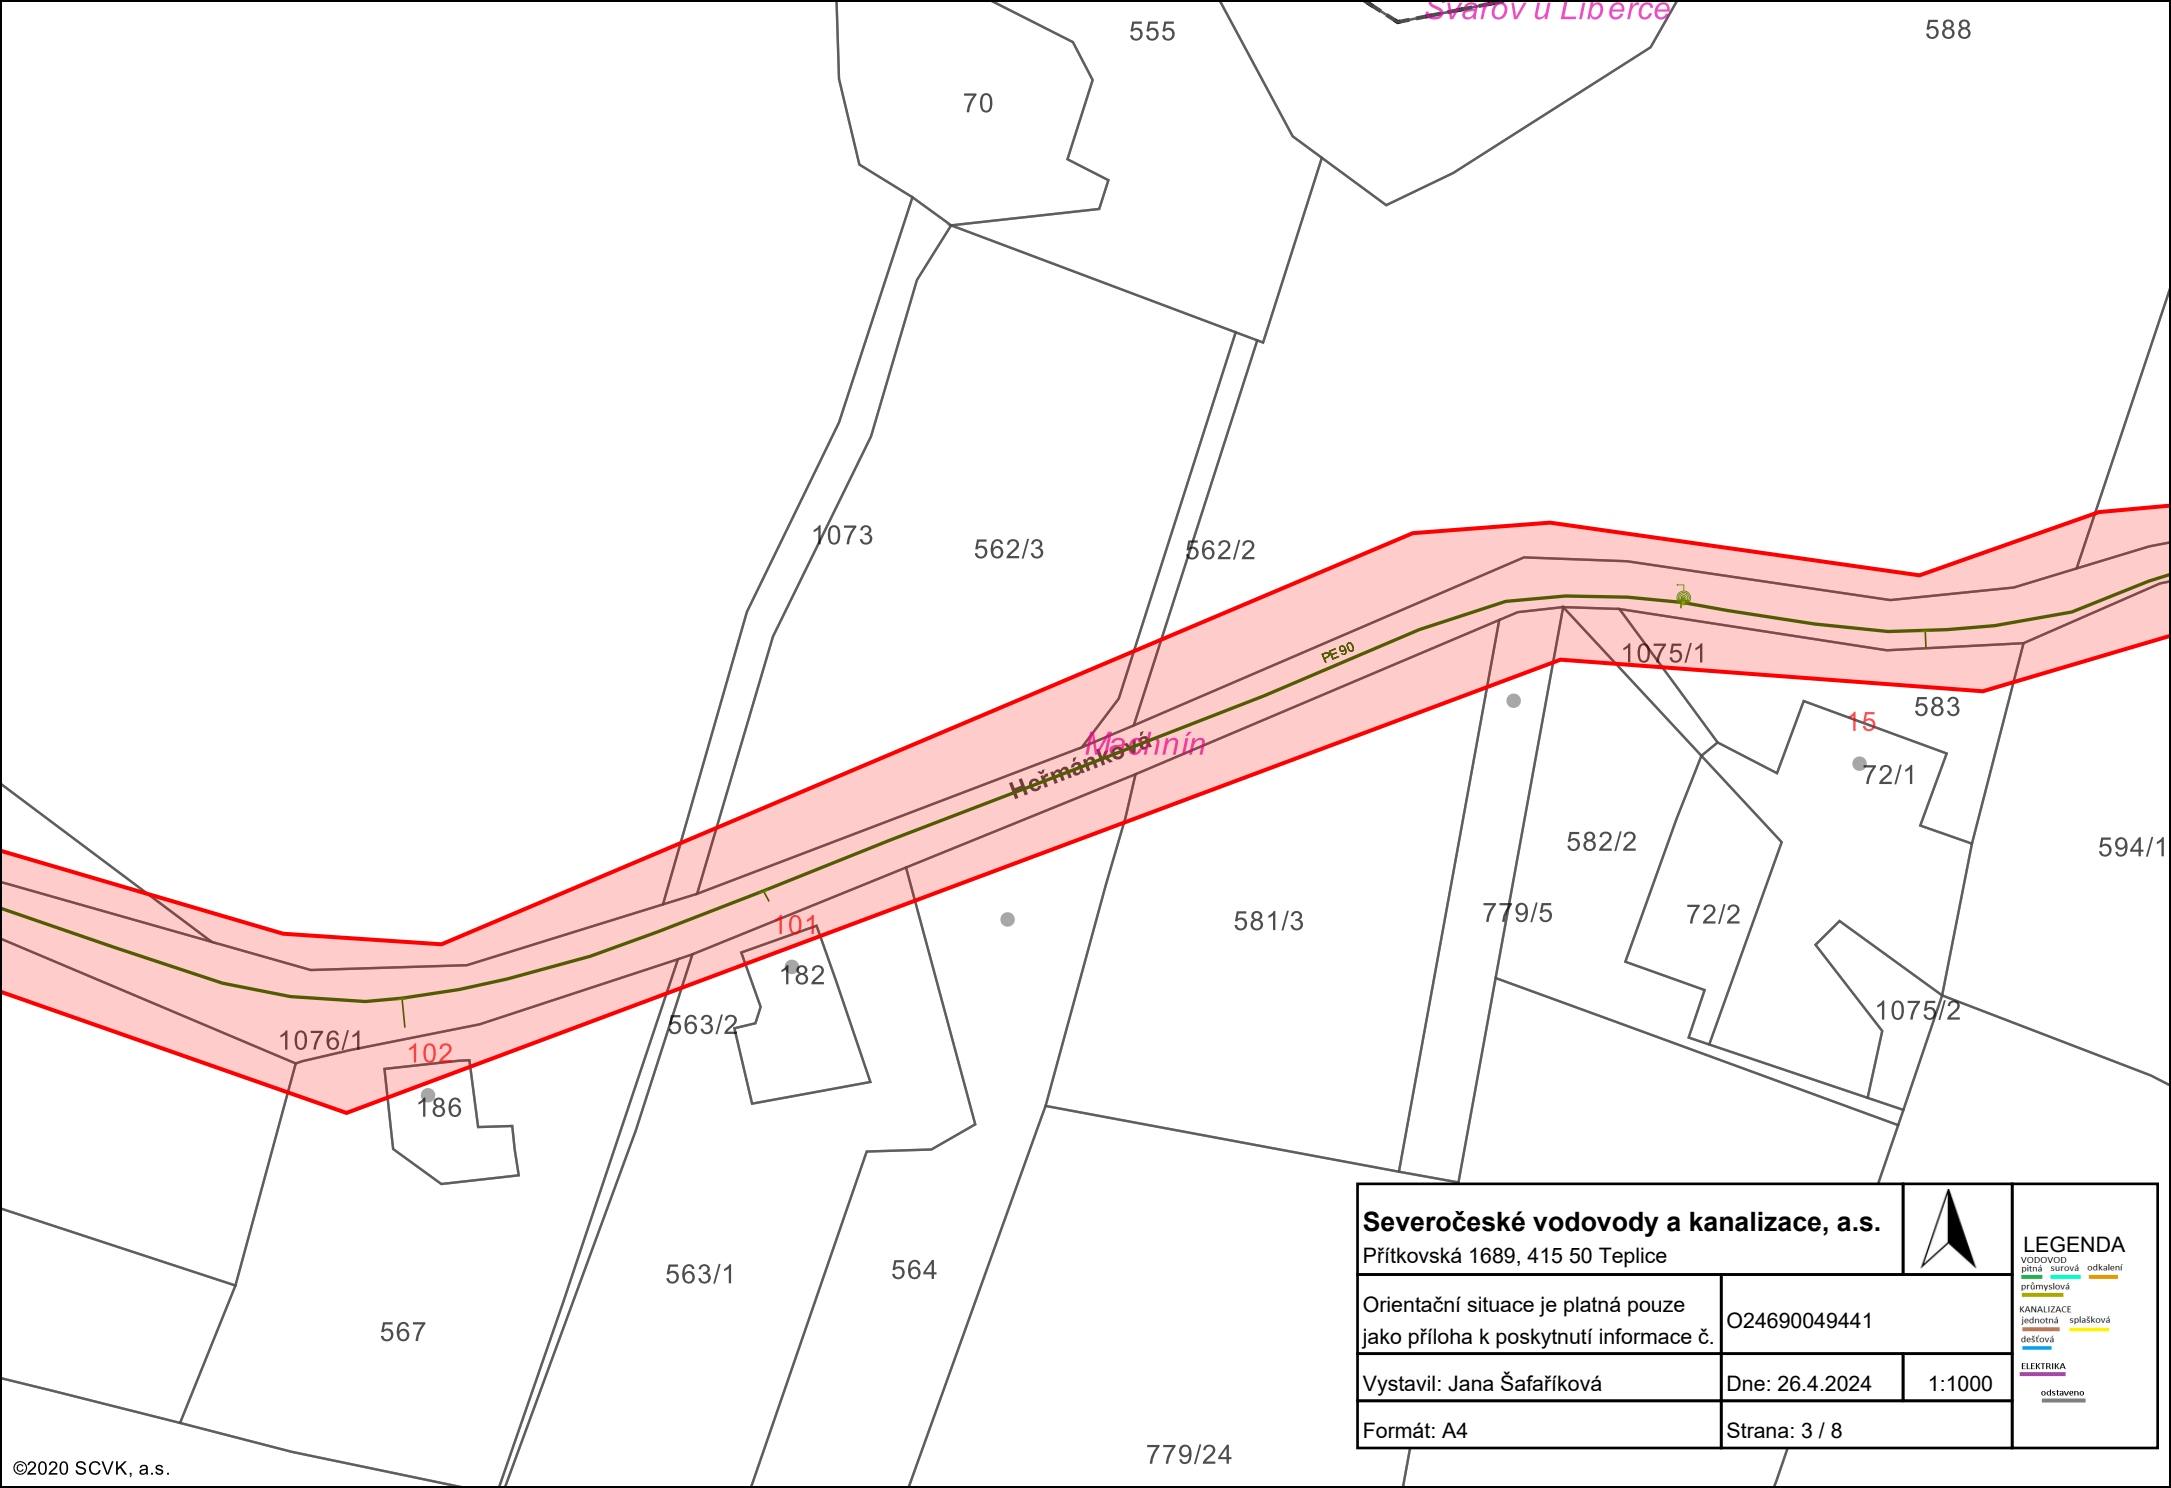 Svárov u Liberce
555
588
70
1073
562/3
562/2
PE90
1075/1
583
15
Machnín
Heřmánkova
72/1
582/2
594/1
101
581/3
779/5
72/2
182
1076/1
563/2
1075/2
102
186
563/1
564
567
779/24
Severočeské vodovody a kanalizace, a.s.
Přítkovská 1689, 415 50 Teplice
Orientační situace je platná pouze
jako příloha k poskytnutí informace č.
O24690049441
Vystavil: Jana Šafaříková
Dne: 26.4.2024
1:1000
Formát: A4
Strana: 3 / 8
LEGENDA
VODOVOD
pitná surová odkalení
průmyslová
KANALIZACE
jednotná splašková
dešťová
ELEKTRIKA
odstaveno
©2020 SCVK, a.s.